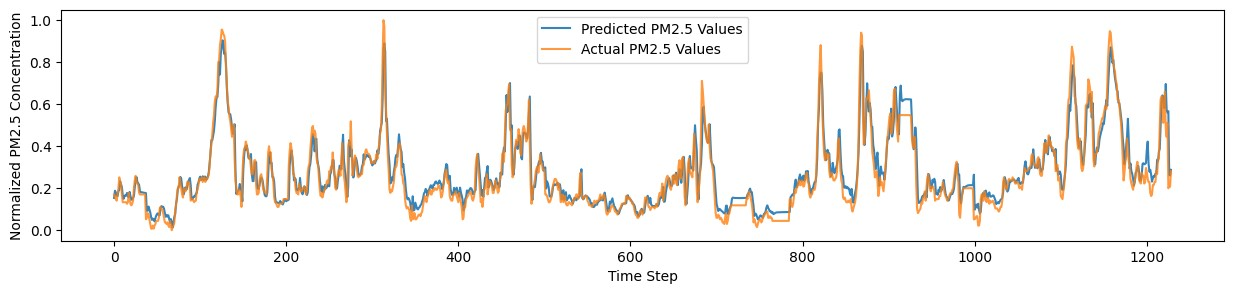 Normalized PM2.5 Concentration
1.0
0.8
0.6
0.4
0.2
0.0
Predicted PM2.5 Values
Actual PM2.5 Values
0 200 400 600 800 1000 1200
Time Step